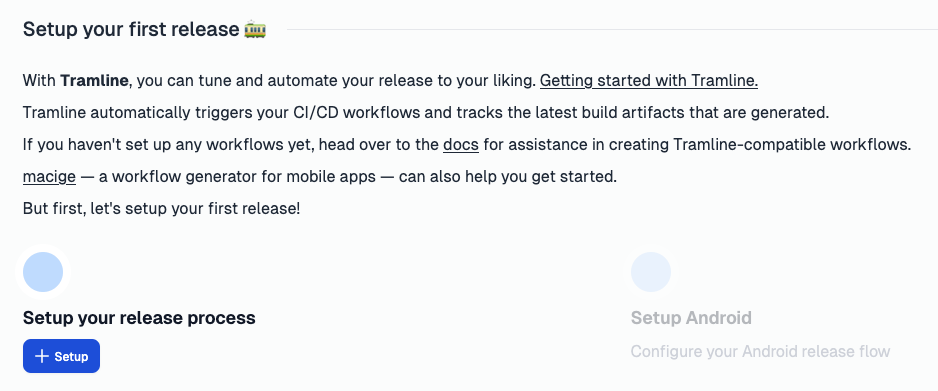 Setup your first release 🚋
With Tramline, you can tune and automate your release to your liking. Getting started with Tramline.
Tramline automatically triggers your CI/CD workflows and tracks the latest build artifacts that are generated.
If you haven't set up any workflows yet, head over to the docs for assistance in creating Tramline-compatible workflows.
macige — a workflow generator for mobile apps — can also help you get started.
But first, let's setup your first release!
Setup your release process
+ Setup
Setup Android
Configure your Android release flow